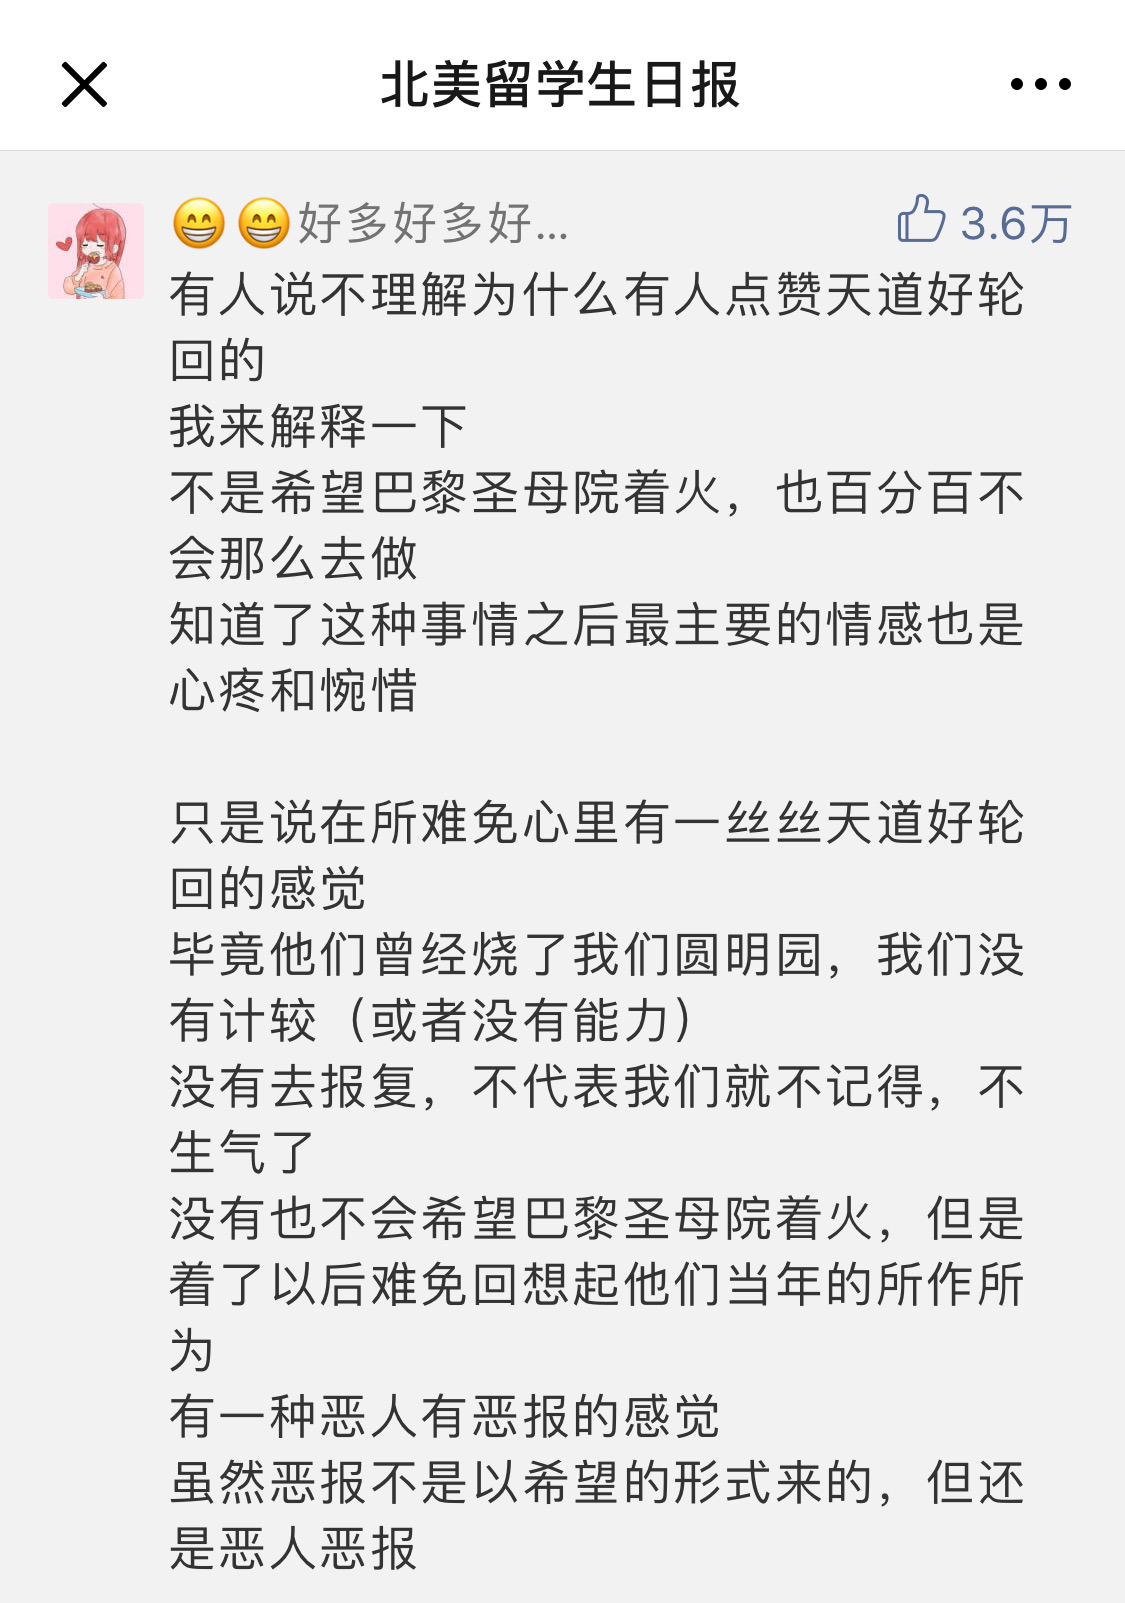 北美留学生日报
😁😁好多好多好...
3.6万
有人说不理解为什么有人点赞天道好轮
回的
我来解释一下
不是希望巴黎圣母院着火，也百分百不
会那么去做
知道了这种事情之后最主要的情感也是
心疼和惋惜
只是说在所难免心里有一丝丝天道好轮
回的感觉
毕竟他们曾经烧了我们圆明园，我们没
有计较（或者没有能力）
没有去报复，不代表我们就不记得，不
生气了
没有也不会希望巴黎圣母院着火，但是
着了以后难免回想起他们当年的所作所
为
有一种恶人有恶报的感觉
虽然恶报不是以希望的形式来的，但还
是恶人恶报